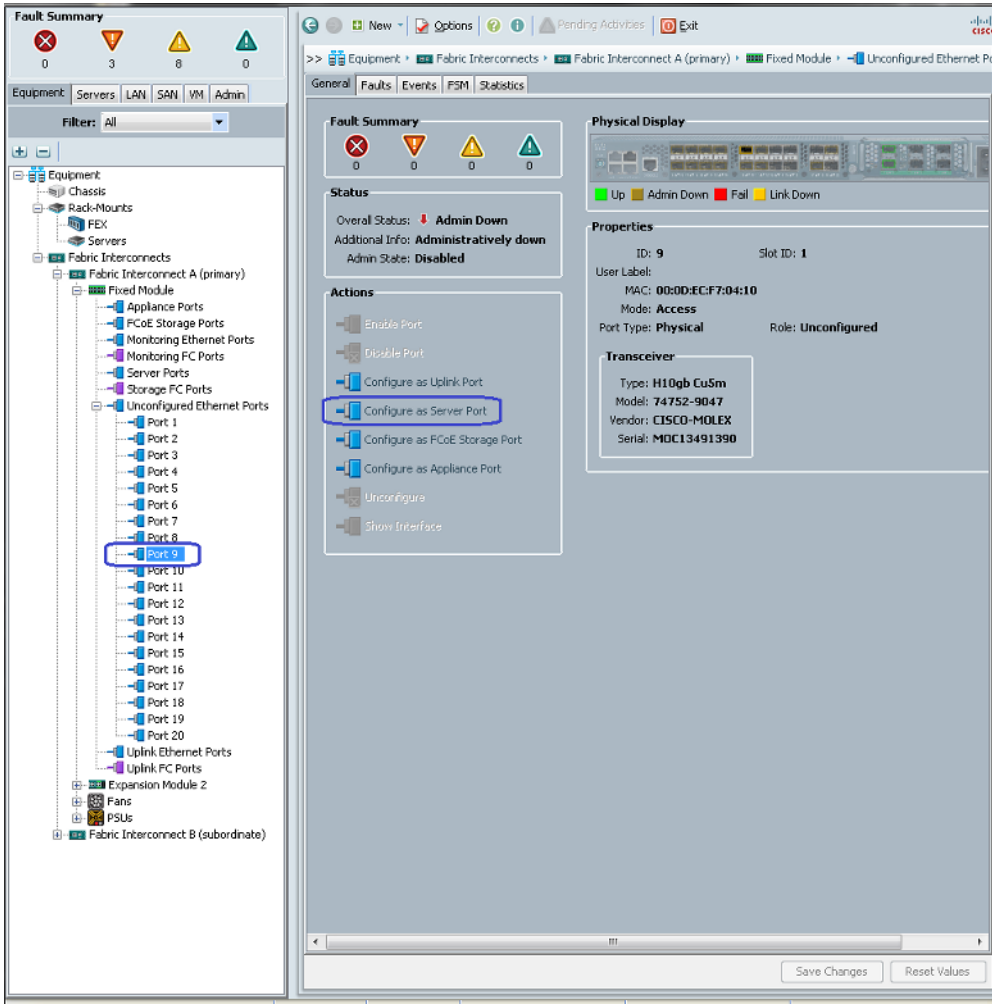 Fault Summary
0 3 8 0
Equipment Servers LAN SAN VM Admin
Filter: All
Equipment
Chassis
Rack-Mounts
FEX
Servers
Fabric Interconnects
Fabric Interconnect A (primary)
Fixed Module
Appliance Ports
FCoE Storage Ports
Monitoring Ethernet Ports
Monitoring FC Ports
Server Ports
Storage FC Ports
Unconfigured Ethernet Ports
Port 1
Port 2
Port 3
Port 4
Port 5
Port 6
Port 7
Port 8
Port 9
Port 10
Port 11
Port 12
Port 13
Port 14
Port 15
Port 16
Port 17
Port 18
Port 19
Port 20
Uplink Ethernet Ports
Uplink FC Ports
Expansion Module 2
Fans
PSUs
Fabric Interconnect B (subordinate)
New Options Pending Activities Exit
cisco
>> Equipment Fabric Interconnects Fabric Interconnect A (primary) Fixed Module Unconfigured Ethernet Po
General Faults Events FSM Statistics
Fault Summary
0 0 0 0
Status
Overall Status: Admin Down
Additional Info: Administratively down
Admin State: Disabled
Actions
Enable Port
Disable Port
Configure as Uplink Port
Configure as Server Port
Configure as FCoE Storage Port
Configure as Appliance Port
Unconfigure
Show Interface
Physical Display
Up Admin Down Fail Link Down
Properties
ID: 9 Slot ID: 1
User Label:
MAC: 00:0D:EC:F7:04:10
Mode: Access
Port Type: Physical Role: Unconfigured
Transceiver
Type: H10gb Cu5m
Model: 74752-9047
Vendor: CISCO-MOLEX
Serial: MOC13491390
Save Changes Reset Values